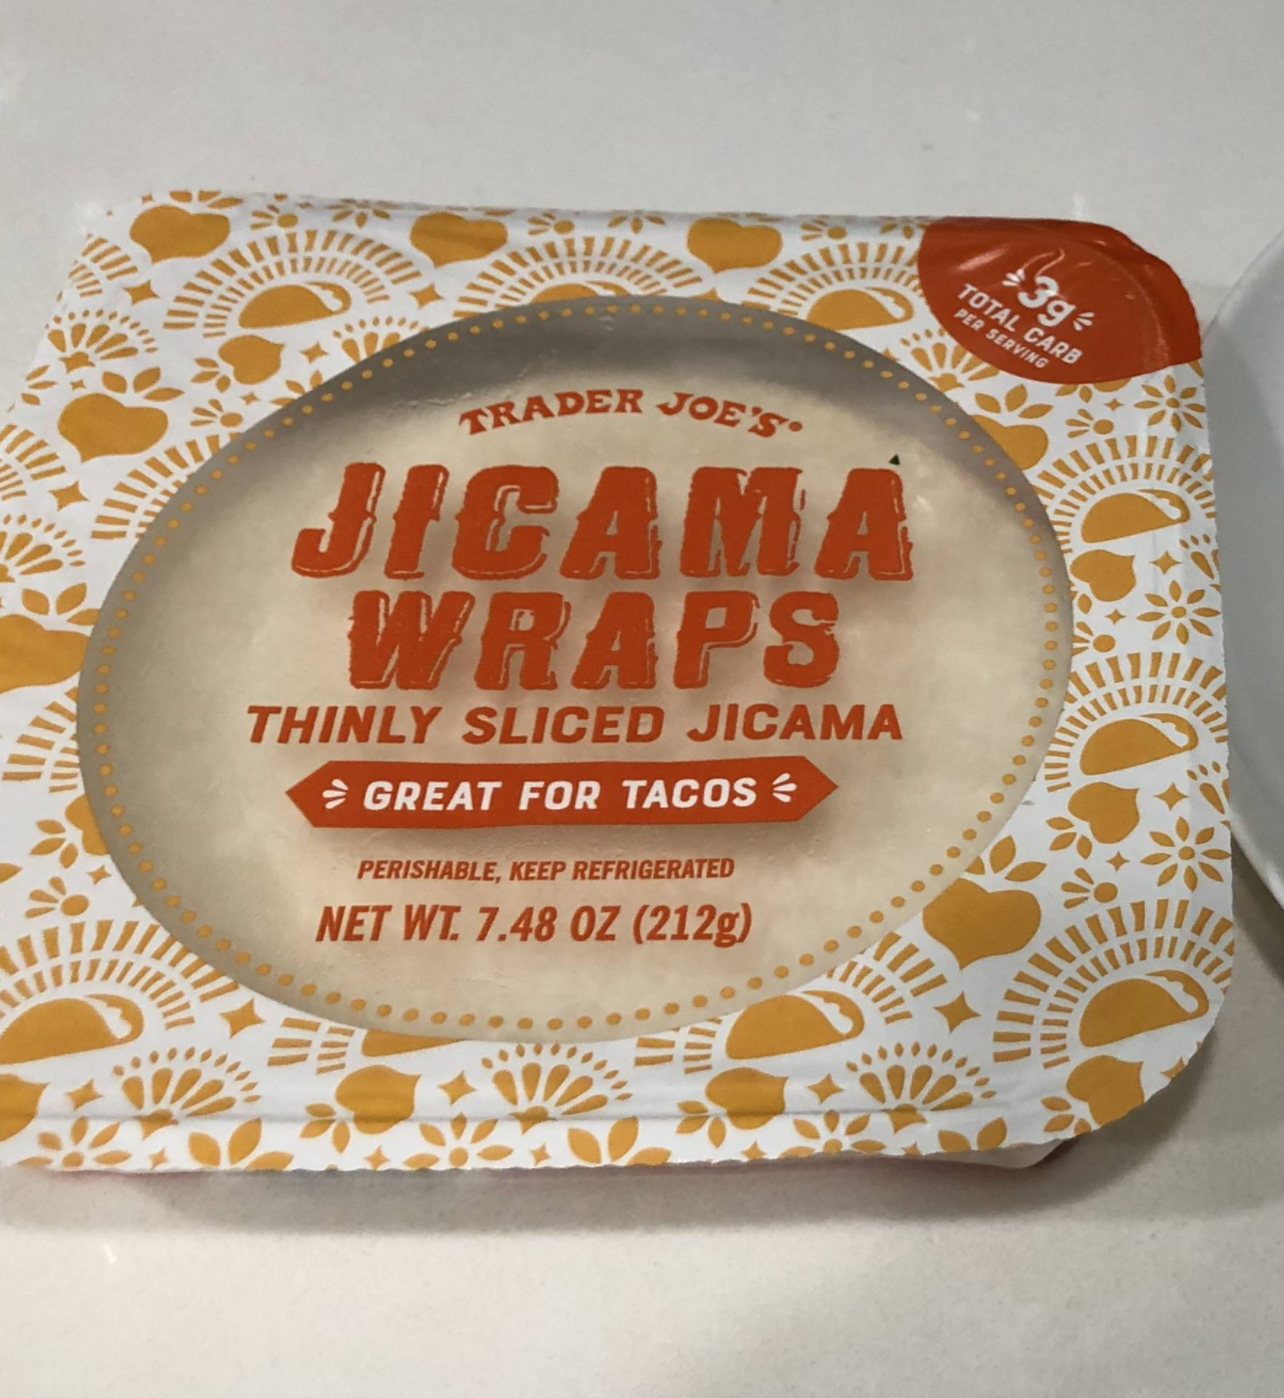 3g
TOTAL CARB
PER SERVING
TRADER JOE'S®
JICAMA
WRAPS
THINLY SLICED JICAMA
GREAT FOR TACOS
PERISHABLE, KEEP REFRIGERATED
NET WT. 7.48 OZ (212g)